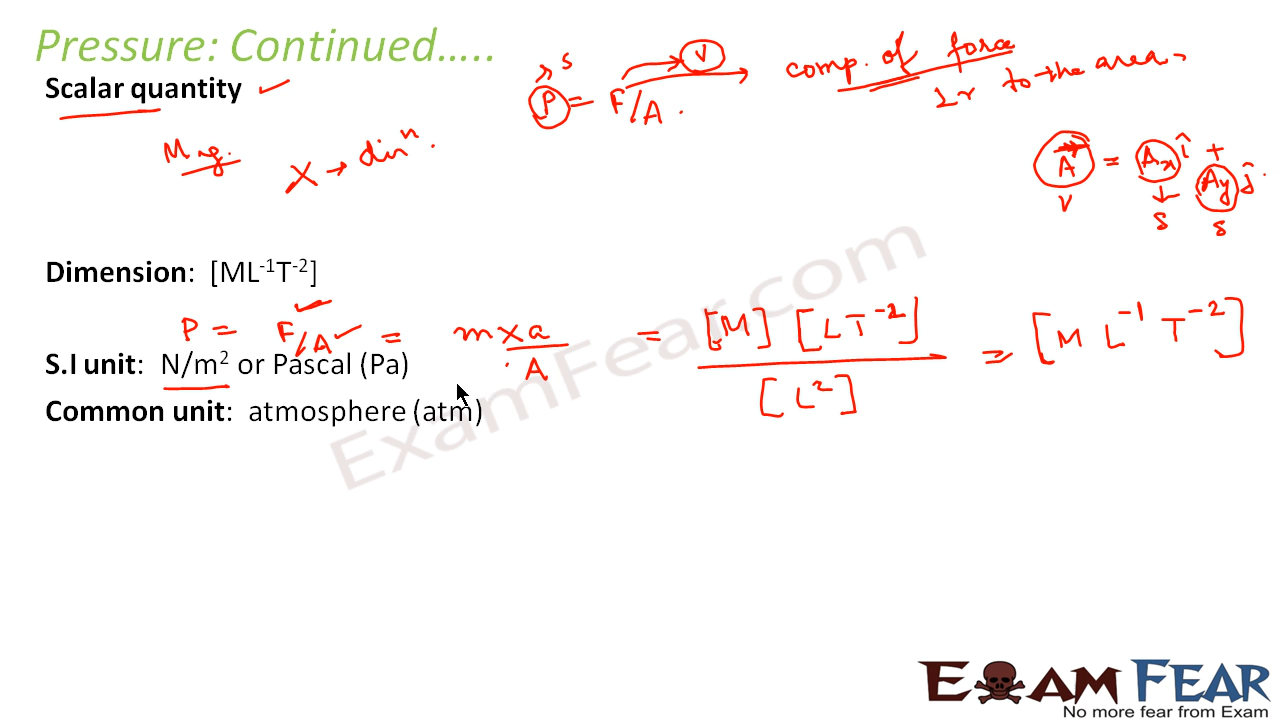 Pressure: Continued…..
Scalar quantity ✓
P = F/A.
S
V
comp. of force
⊥r to the area.
Mag.
X → dirⁿ.
A⃗ = Aₓ î +
A_y ĵ
V
S
S
Dimension: [ML⁻¹T⁻²]
P = F/A = m×a/A = [M] [LT⁻²]/[L²] = [M L⁻¹ T⁻²]
S.I unit: N/m² or Pascal (Pa)
Common unit: atmosphere (atm)
ExamFear.com
EXAM FEAR
No more fear from Exam